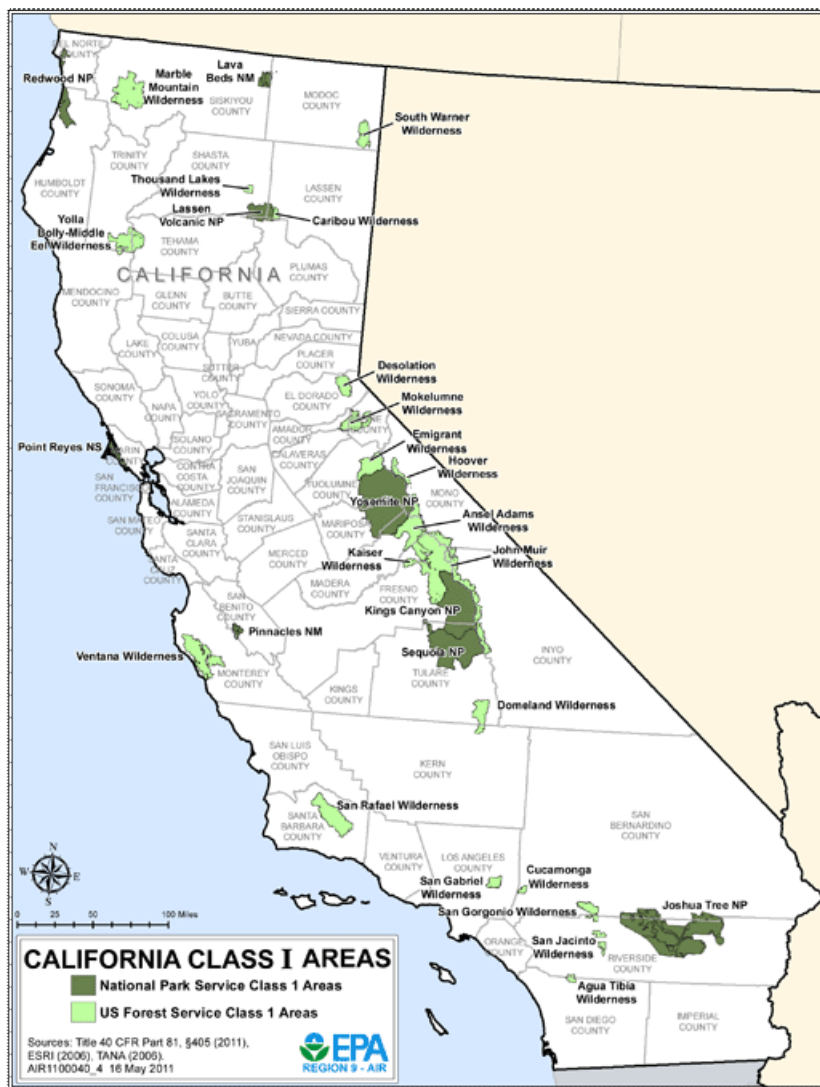 DEL NORTE
COUNTY
Redwood NP
Marble
Mountain
Wilderness
Lava
Beds NM
SISKIYOU
COUNTY
MODOC
COUNTY
South Warner
Wilderness
TRINITY
COUNTY
SHASTA
COUNTY
HUMBOLDT
COUNTY
Thousand Lakes
Wilderness
LASSEN
COUNTY
Lassen
Volcanic NP
Caribou Wilderness
Yolla
Bolly-Middle
Eel Wilderness
TEHAMA
COUNTY
CALIFORNIA
PLUMAS
COUNTY
MENDOCINO
COUNTY
GLENN
COUNTY
BUTTE
COUNTY
SIERRA COUNTY
LAKE
COUNTY
COLUSA
COUNTY
YUBA
NEVADA COUNTY
PLACER
COUNTY
SUTTER
COUNTY
Desolation
Wilderness
SONOMA
COUNTY
NAPA
COUNTY
YOLO
COUNTY
EL DORADO
COUNTY
Mokelumne
Wilderness
SACRAMENTO
COUNTY
AMADOR
COUNTY
COUNTY
Point Reyes NS
MARIN
COUNTY
SOLANO
COUNTY
CALAVERAS
COUNTY
Emigrant
Wilderness
Hoover
Wilderness
SAN
FRANCISCO
COUNTY
CONTRA
COSTA
COUNTY
SAN
JOAQUIN
COUNTY
TUOLUMNE
COUNTY
MONO
COUNTY
ALAMEDA
COUNTY
Yosemite NP
SAN MATEO
COUNTY
STANISLAUS
COUNTY
MARIPOSA
COUNTY
Ansel Adams
Wilderness
SANTA
CLARA
COUNTY
SANTA
CRUZ
COUNTY
MERCED
COUNTY
Kaiser
Wilderness
John Muir
Wilderness
MADERA
COUNTY
FRESNO
COUNTY
SAN
BENITO
COUNTY
Kings Canyon NP
Pinnacles NM
Ventana Wilderness
MONTEREY
COUNTY
Sequoia NP
INYO
COUNTY
KINGS
COUNTY
TULARE
COUNTY
Domeland Wilderness
SAN LUIS
OBISPO
COUNTY
KERN
COUNTY
San Rafael Wilderness
SANTA
BARBARA
COUNTY
SAN
BERNARDINO
COUNTY
VENTURA
COUNTY
LOS ANGELES
COUNTY
San Gabriel
Wilderness
Cucamonga
Wilderness
San Gorgonio Wilderness
Joshua Tree NP
ORANGE
COUNTY
San Jacinto
Wilderness
RIVERSIDE
COUNTY
Agua Tibia
Wilderness
SAN DIEGO
COUNTY
IMPERIAL
COUNTY
N
W E
S
0 25 50 100 Miles
CALIFORNIA CLASS I AREAS
National Park Service Class 1 Areas
US Forest Service Class 1 Areas
Sources: Title 40 CFR Part 81, §405 (2011),
ESRI (2006), TANA (2006).
AIR1100040_4 16 May 2011
EPA
REGION 9 - AIR